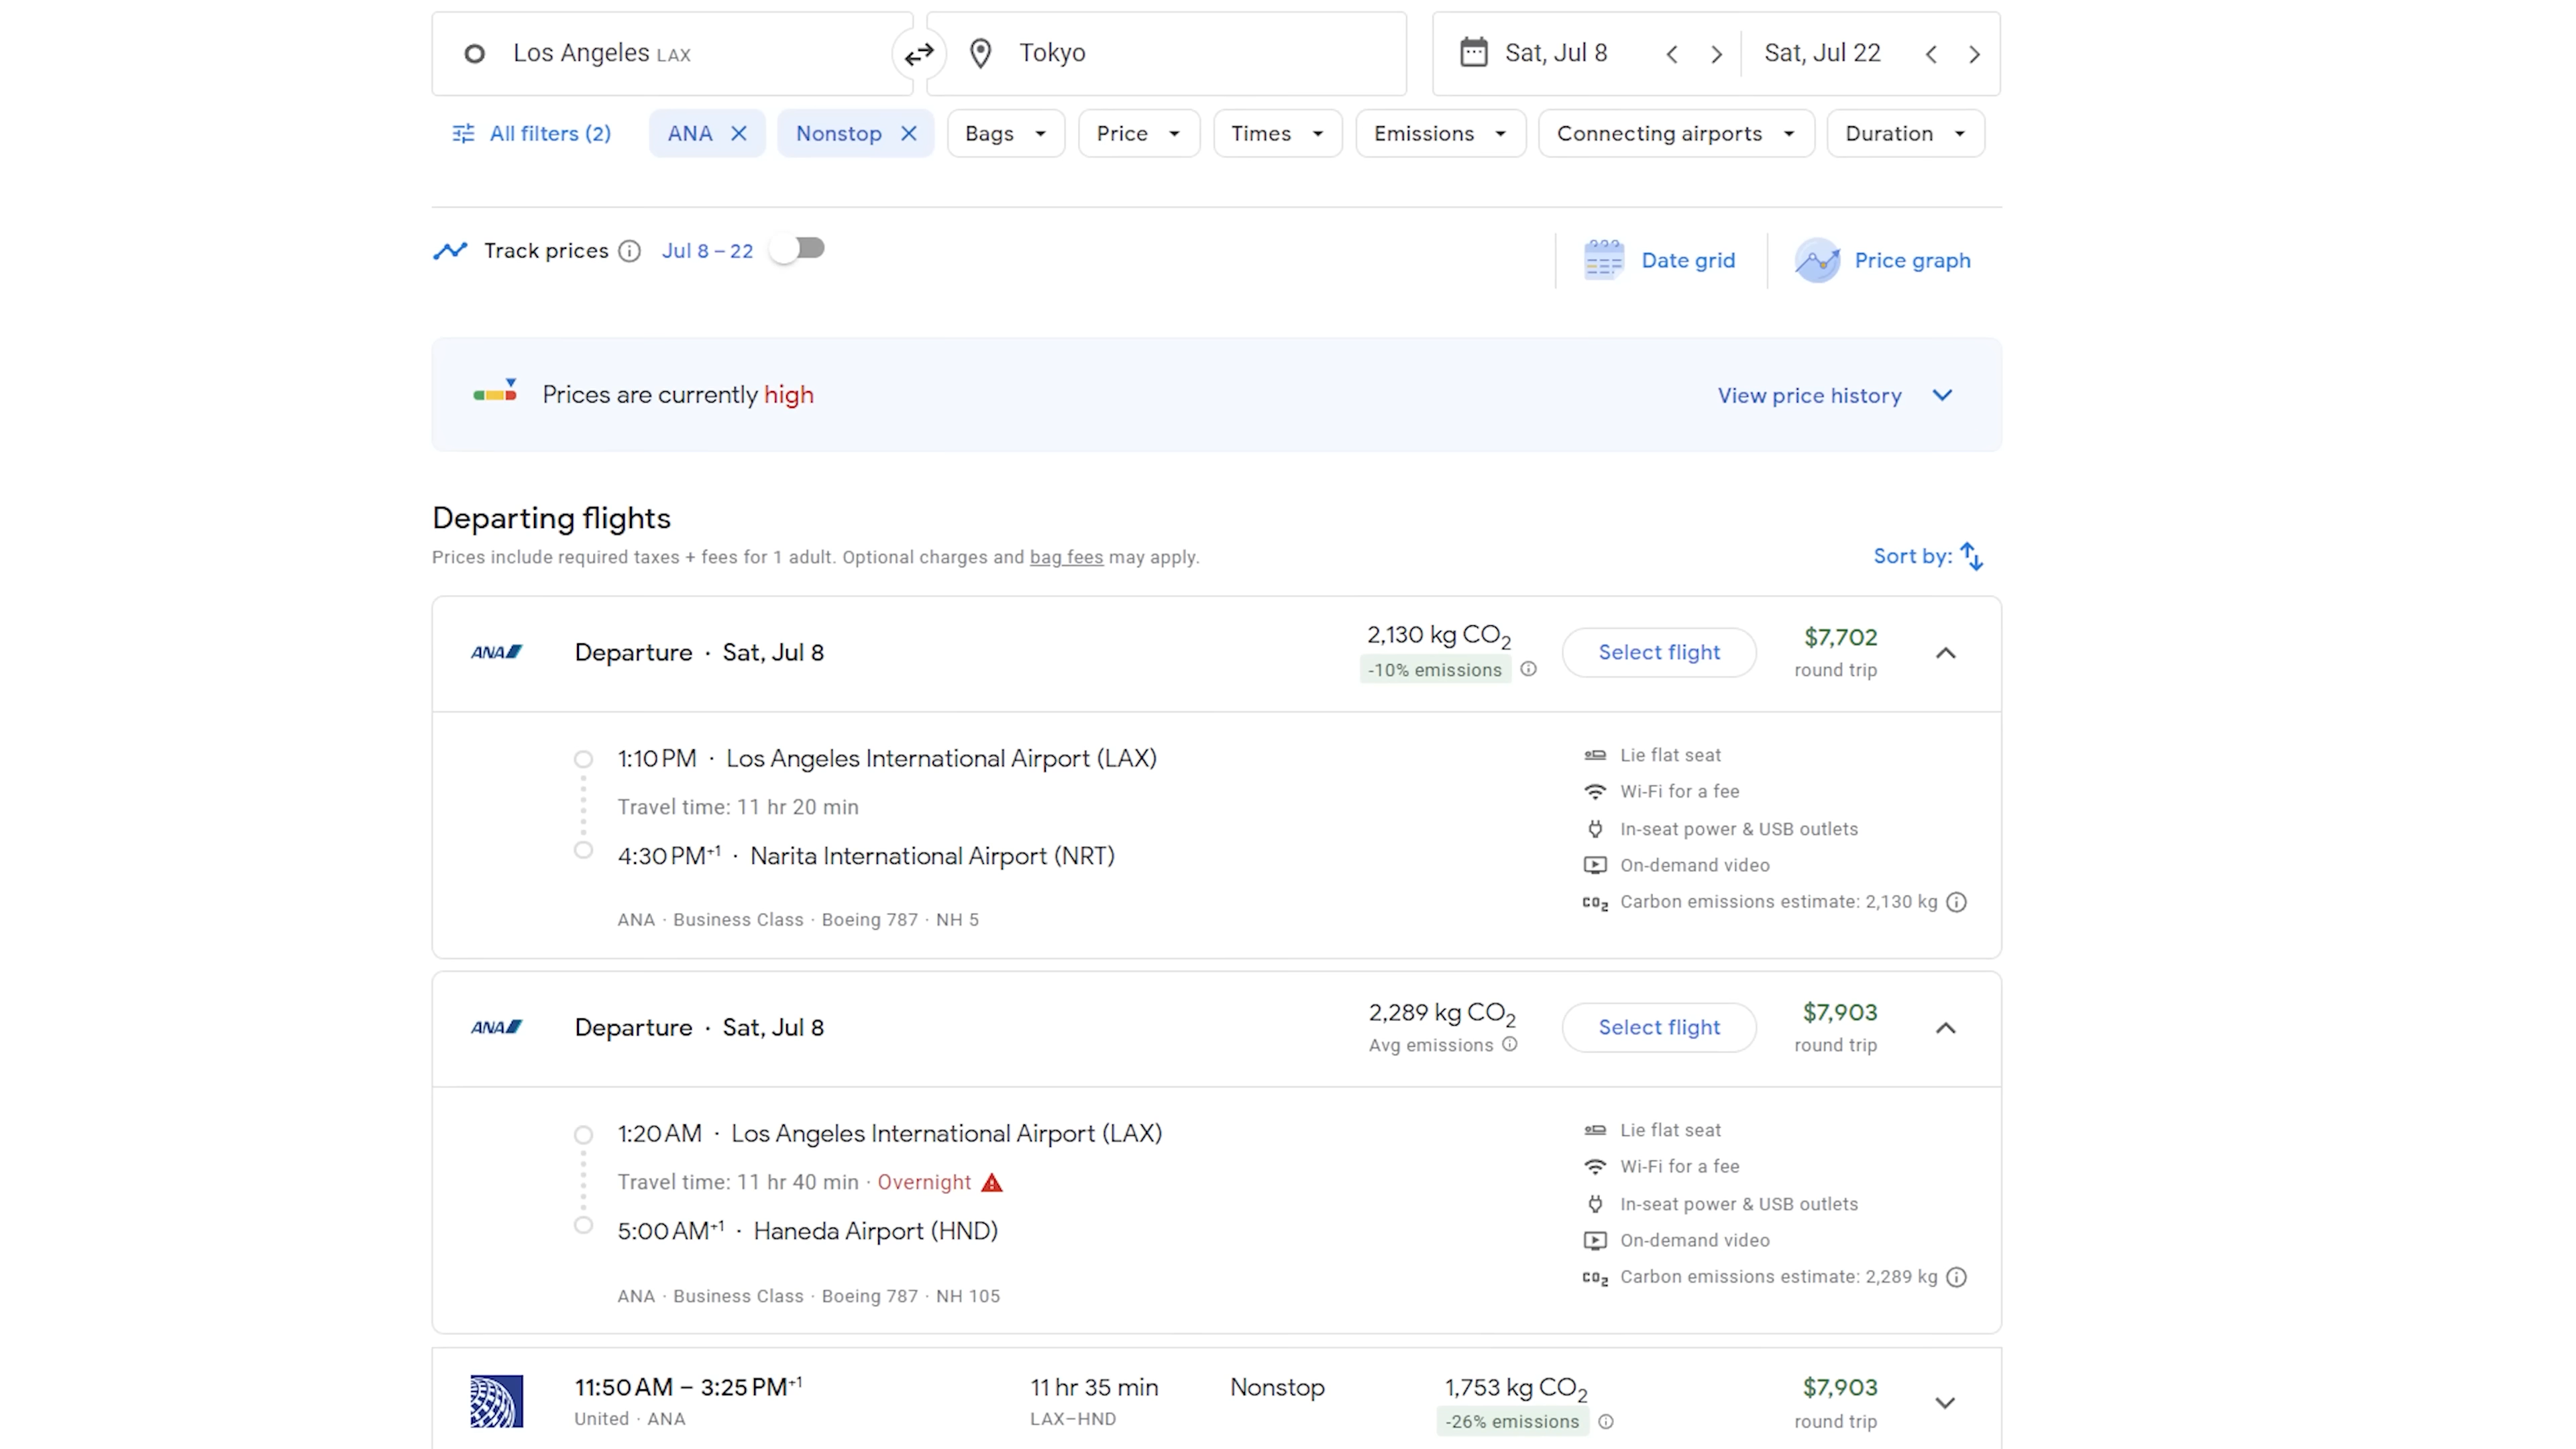 Los Angeles LAX
Tokyo
Sat, Jul 8
Sat, Jul 22
All filters (2)
ANA
Nonstop
Bags
Price
Times
Emissions
Connecting airports
Duration
Track prices
Jul 8 – 22
Date grid
Price graph
Prices are currently high
View price history
Departing flights
Prices include required taxes + fees for 1 adult. Optional charges and bag fees may apply.
Sort by:
ANA
Departure · Sat, Jul 8
2,130 kg CO2
-10% emissions
Select flight
$7,702
round trip
1:10 PM · Los Angeles International Airport (LAX)
Travel time: 11 hr 20 min
4:30 PM+1 · Narita International Airport (NRT)
ANA · Business Class · Boeing 787 · NH 5
Lie flat seat
Wi-Fi for a fee
In-seat power & USB outlets
On-demand video
CO2 Carbon emissions estimate: 2,130 kg
ANA
Departure · Sat, Jul 8
2,289 kg CO2
Avg emissions
Select flight
$7,903
round trip
1:20 AM · Los Angeles International Airport (LAX)
Travel time: 11 hr 40 min · Overnight
5:00 AM+1 · Haneda Airport (HND)
ANA · Business Class · Boeing 787 · NH 105
Lie flat seat
Wi-Fi for a fee
In-seat power & USB outlets
On-demand video
CO2 Carbon emissions estimate: 2,289 kg
11:50 AM – 3:25 PM+1
United · ANA
11 hr 35 min
LAX–HND
Nonstop
1,753 kg CO2
-26% emissions
$7,903
round trip